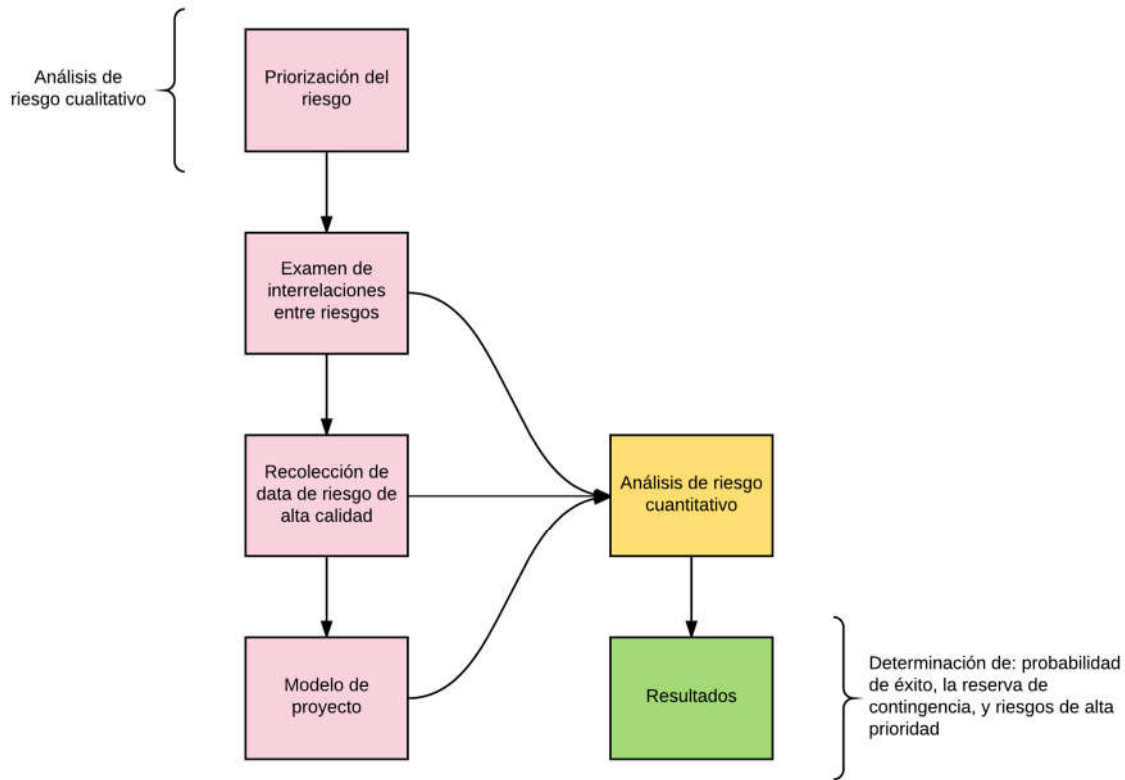 Análisis de
riesgo cualitativo
Priorización del
riesgo
Examen de
interrelaciones
entre riesgos
Recolección de
data de riesgo de
alta calidad
Análisis de riesgo
cuantitativo
Modelo de
proyecto
Resultados
Determinación de: probabilidad
de éxito, la reserva de
contingencia, y riesgos de alta
prioridad